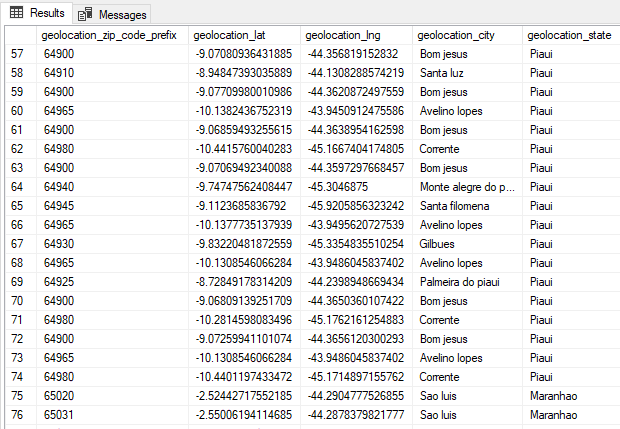 Results Messages
geolocation_zip_code_prefix geolocation_lat geolocation_lng geolocation_city geolocation_state
57 64900 -9.07080936431885 -44.356819152832 Bom jesus Piaui
58 64910 -8.94847393035889 -44.1308288574219 Santa luz Piaui
59 64900 -9.07709980010986 -44.3620872497559 Bom jesus Piaui
60 64965 -10.1382436752319 -43.9450912475586 Avelino lopes Piaui
61 64900 -9.06859493255615 -44.3638954162598 Bom jesus Piaui
62 64980 -10.4415760040283 -45.1667404174805 Corrente Piaui
63 64900 -9.07069492340088 -44.3597297668457 Bom jesus Piaui
64 64940 -9.74747562408447 -45.3046875 Monte alegre do p... Piaui
65 64945 -9.1123685836792 -45.9205856323242 Santa filomena Piaui
66 64965 -10.1377735137939 -43.9495620727539 Avelino lopes Piaui
67 64930 -9.83220481872559 -45.3354835510254 Gilbues Piaui
68 64965 -10.1308546066284 -43.9486045837402 Avelino lopes Piaui
69 64925 -8.72849178314209 -44.2398948669434 Palmeira do piaui Piaui
70 64900 -9.06809139251709 -44.3650360107422 Bom jesus Piaui
71 64980 -10.2814598083496 -45.1762161254883 Corrente Piaui
72 64900 -9.07259941101074 -44.3656120300293 Bom jesus Piaui
73 64965 -10.1308546066284 -43.9486045837402 Avelino lopes Piaui
74 64980 -10.4401197433472 -45.1714897155762 Corrente Piaui
75 65020 -2.52442717552185 -44.2904777526855 Sao luis Maranhao
76 65031 -2.55006194114685 -44.2878379821777 Sao luis Maranhao